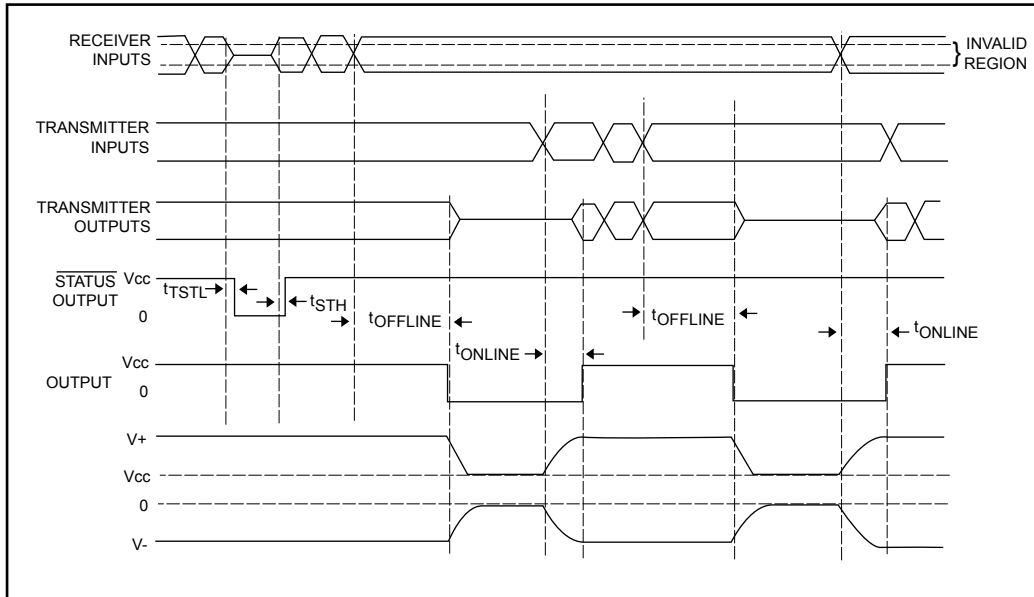 RECEIVER
INPUTS
INVALID
REGION
TRANSMITTER
INPUTS
TRANSMITTER
OUTPUTS
STATUS
OUTPUT
Vcc
0
tTSTL
tSTH
tOFFLINE
tOFFLINE
tONLINE
tONLINE
OUTPUT
Vcc
0
V+
Vcc
0
V-